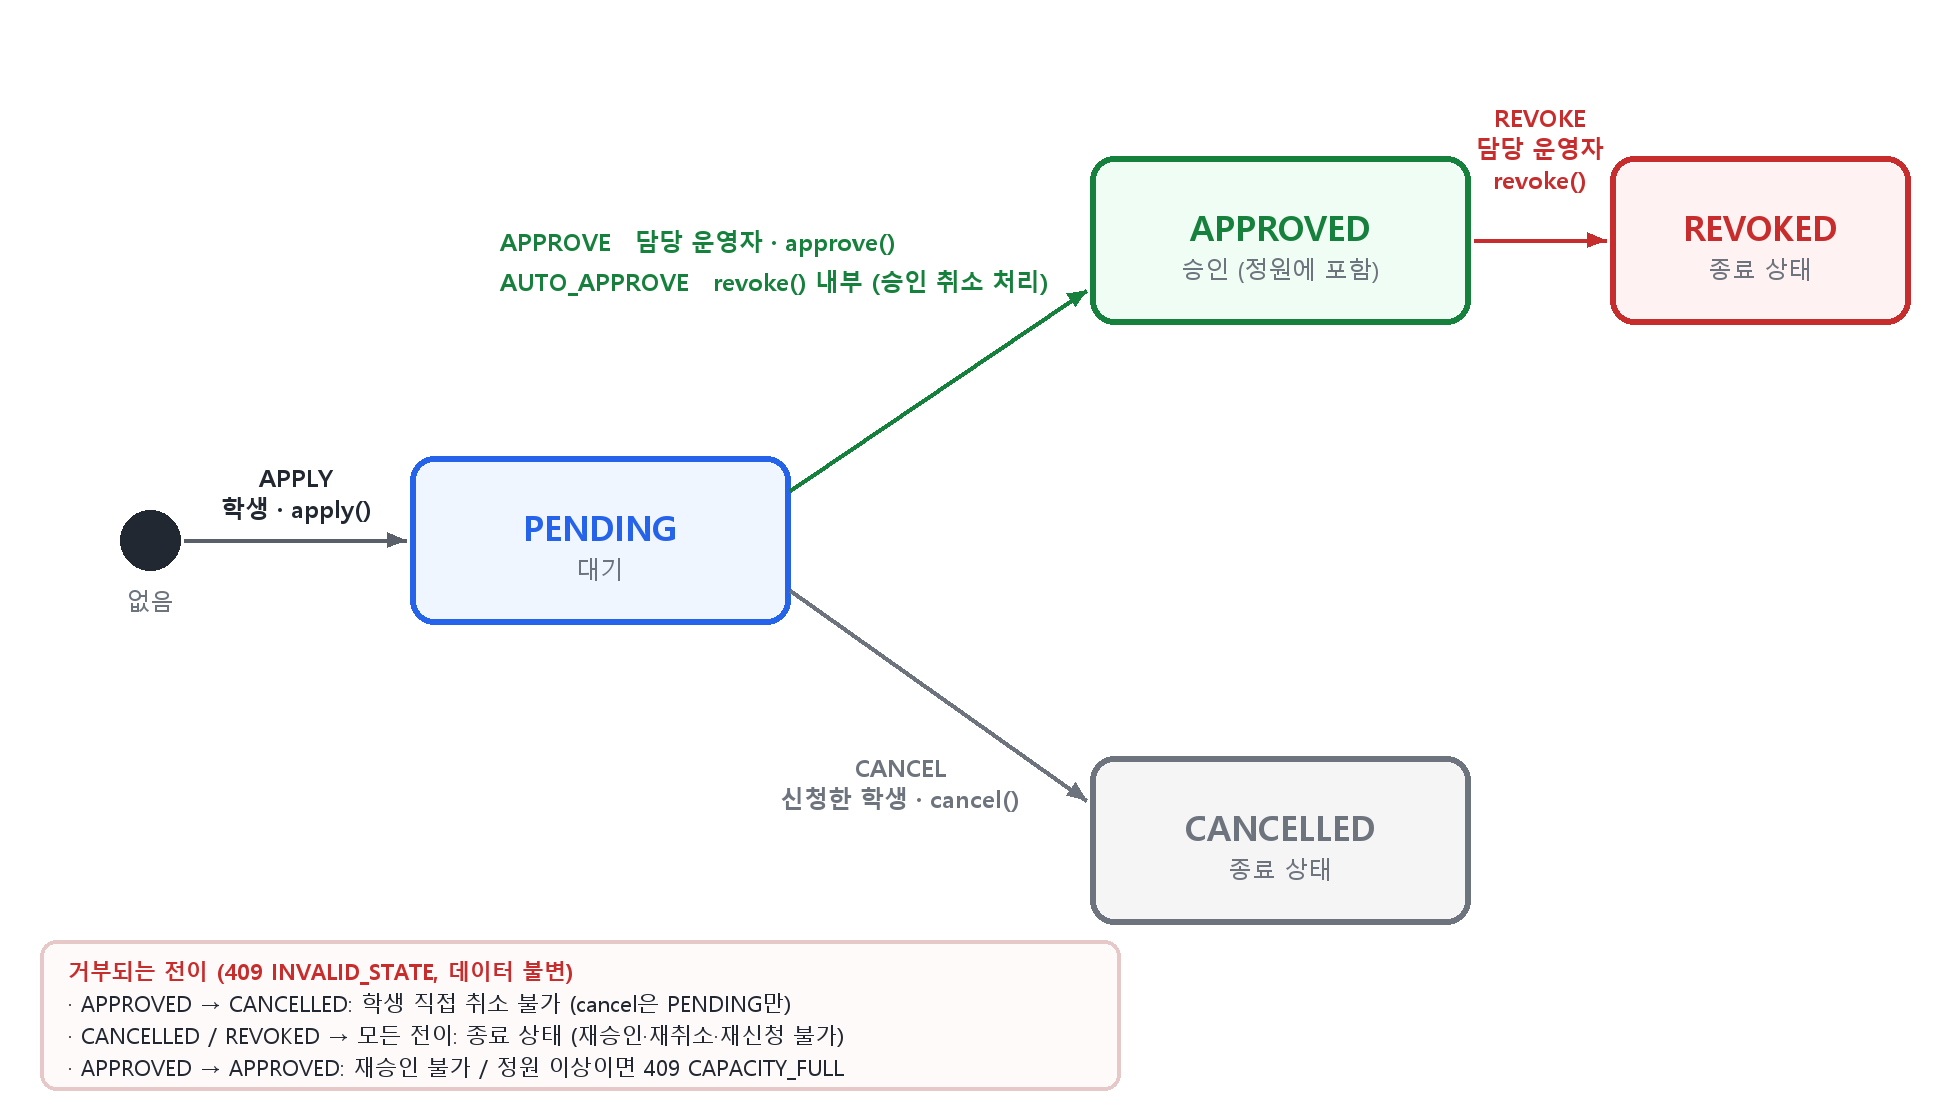 REVOKE
담당 운영자
revoke()
APPROVED
승인 (정원에 포함)
REVOKED
종료 상태
APPROVE 담당 운영자 · approve()
AUTO_APPROVE revoke() 내부 (승인 취소 처리)
APPLY
학생 · apply()
없음
PENDING
대기
CANCEL
신청한 학생 · cancel()
CANCELLED
종료 상태
거부되는 전이 (409 INVALID_STATE, 데이터 불변)
· APPROVED → CANCELLED: 학생 직접 취소 불가 (cancel은 PENDING만)
· CANCELLED / REVOKED → 모든 전이: 종료 상태 (재승인·재취소·재신청 불가)
· APPROVED → APPROVED: 재승인 불가 / 정원 이상이면 409 CAPACITY_FULL